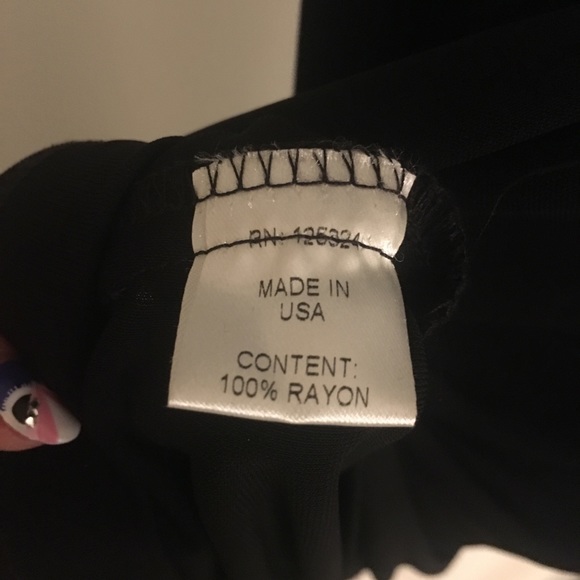 RN: 125324
MADE IN
USA
CONTENT:
100% RAYON